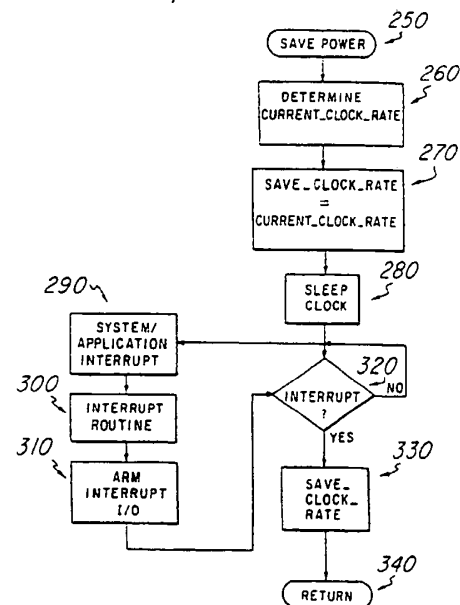 SAVE POWER
250
DETERMINE
CURRENT_CLOCK_RATE
260
SAVE_CLOCK_RATE
=
CURRENT_CLOCK_RATE
270
SLEEP
CLOCK
280
290
SYSTEM/
APPLICATION
INTERRUPT
300
INTERRUPT
ROUTINE
310
ARM
INTERRUPT
I/O
320
INTERRUPT
?
NO
YES
330
SAVE_
CLOCK_
RATE
340
RETURN